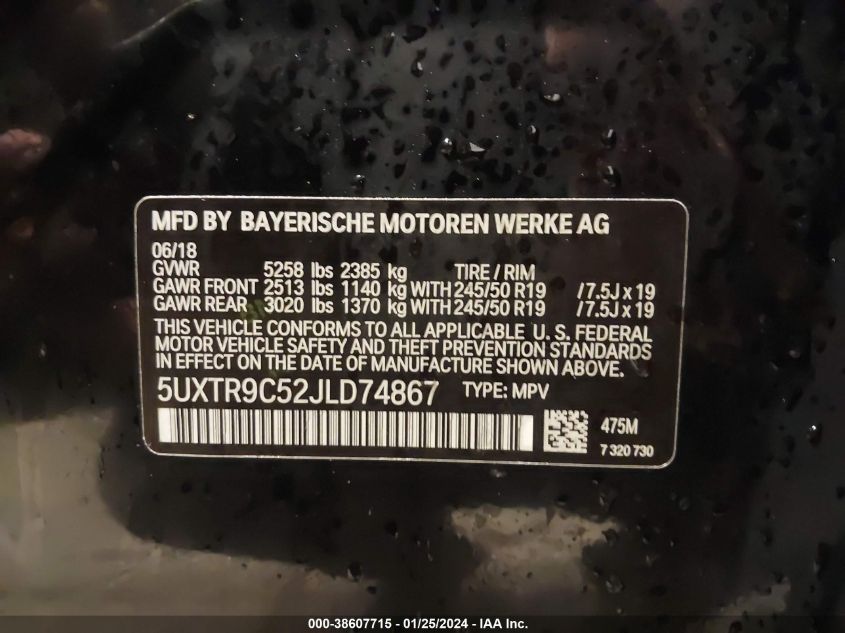 MFD BY BAYERISCHE MOTOREN WERKE AG
06/18
GVWR 5258 lbs 2385 kg TIRE / RIM
GAWR FRONT 2513 lbs 1140 kg WITH 245/50 R19 /7.5J x 19
GAWR REAR 3020 lbs 1370 kg WITH 245/50 R19 /7.5J x 19
THIS VEHICLE CONFORMS TO ALL APPLICABLE U. S. FEDERAL
MOTOR VEHICLE SAFETY AND THEFT PREVENTION STANDARDS
IN EFFECT ON THE DATE OF MANUFACTURE SHOWN ABOVE.
5UXTR9C52JLD74867 TYPE: MPV
475M
7 320 730
000-38607715 - 01/25/2024 - IAA Inc.